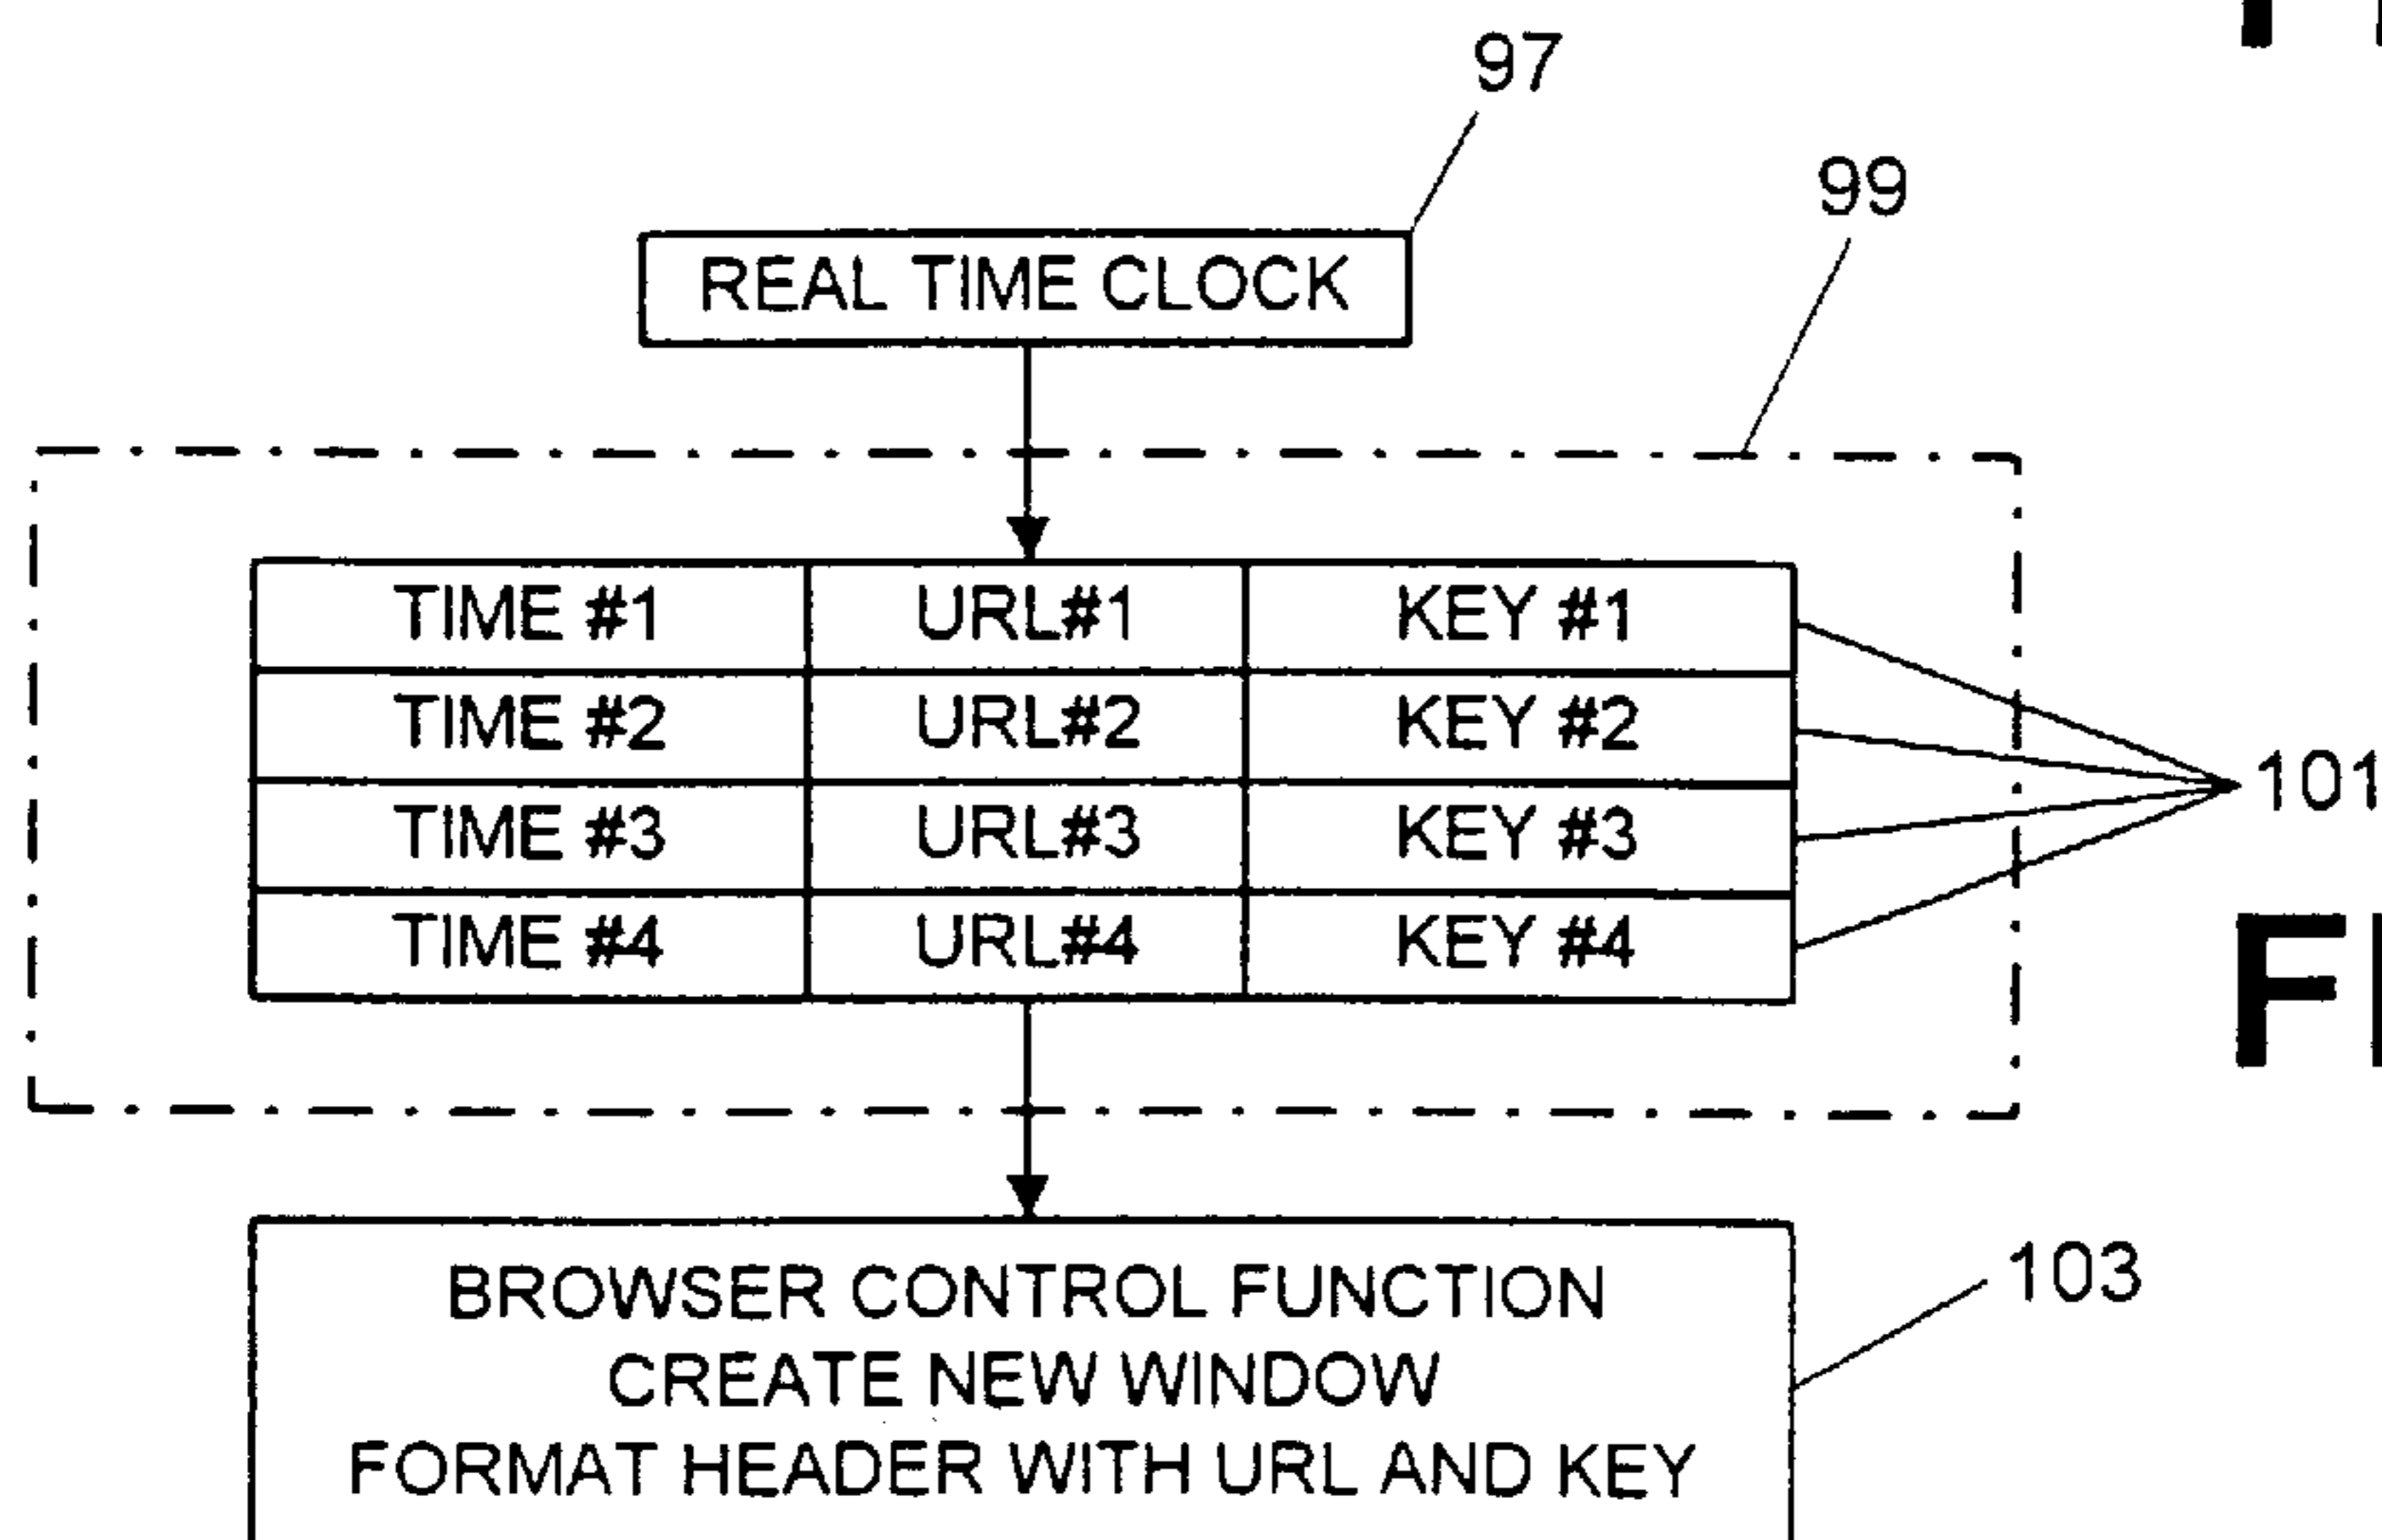 97
99
REAL TIME CLOCK
TIME #1 URL#1 KEY #1
TIME #2 URL#2 KEY #2
TIME #3 URL#3 KEY #3
TIME #4 URL#4 KEY #4
101
103
BROWSER CONTROL FUNCTION
CREATE NEW WINDOW
FORMAT HEADER WITH URL AND KEY